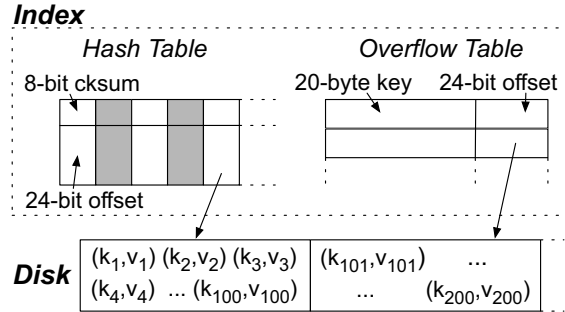 Index
Hash Table
Overflow Table
8-bit cksum
20-byte key
24-bit offset
24-bit offset
Disk
(k1,v1) (k2,v2) (k3,v3)
(k4,v4) ... (k100,v100)
(k101,v101) ...
... (k200,v200)